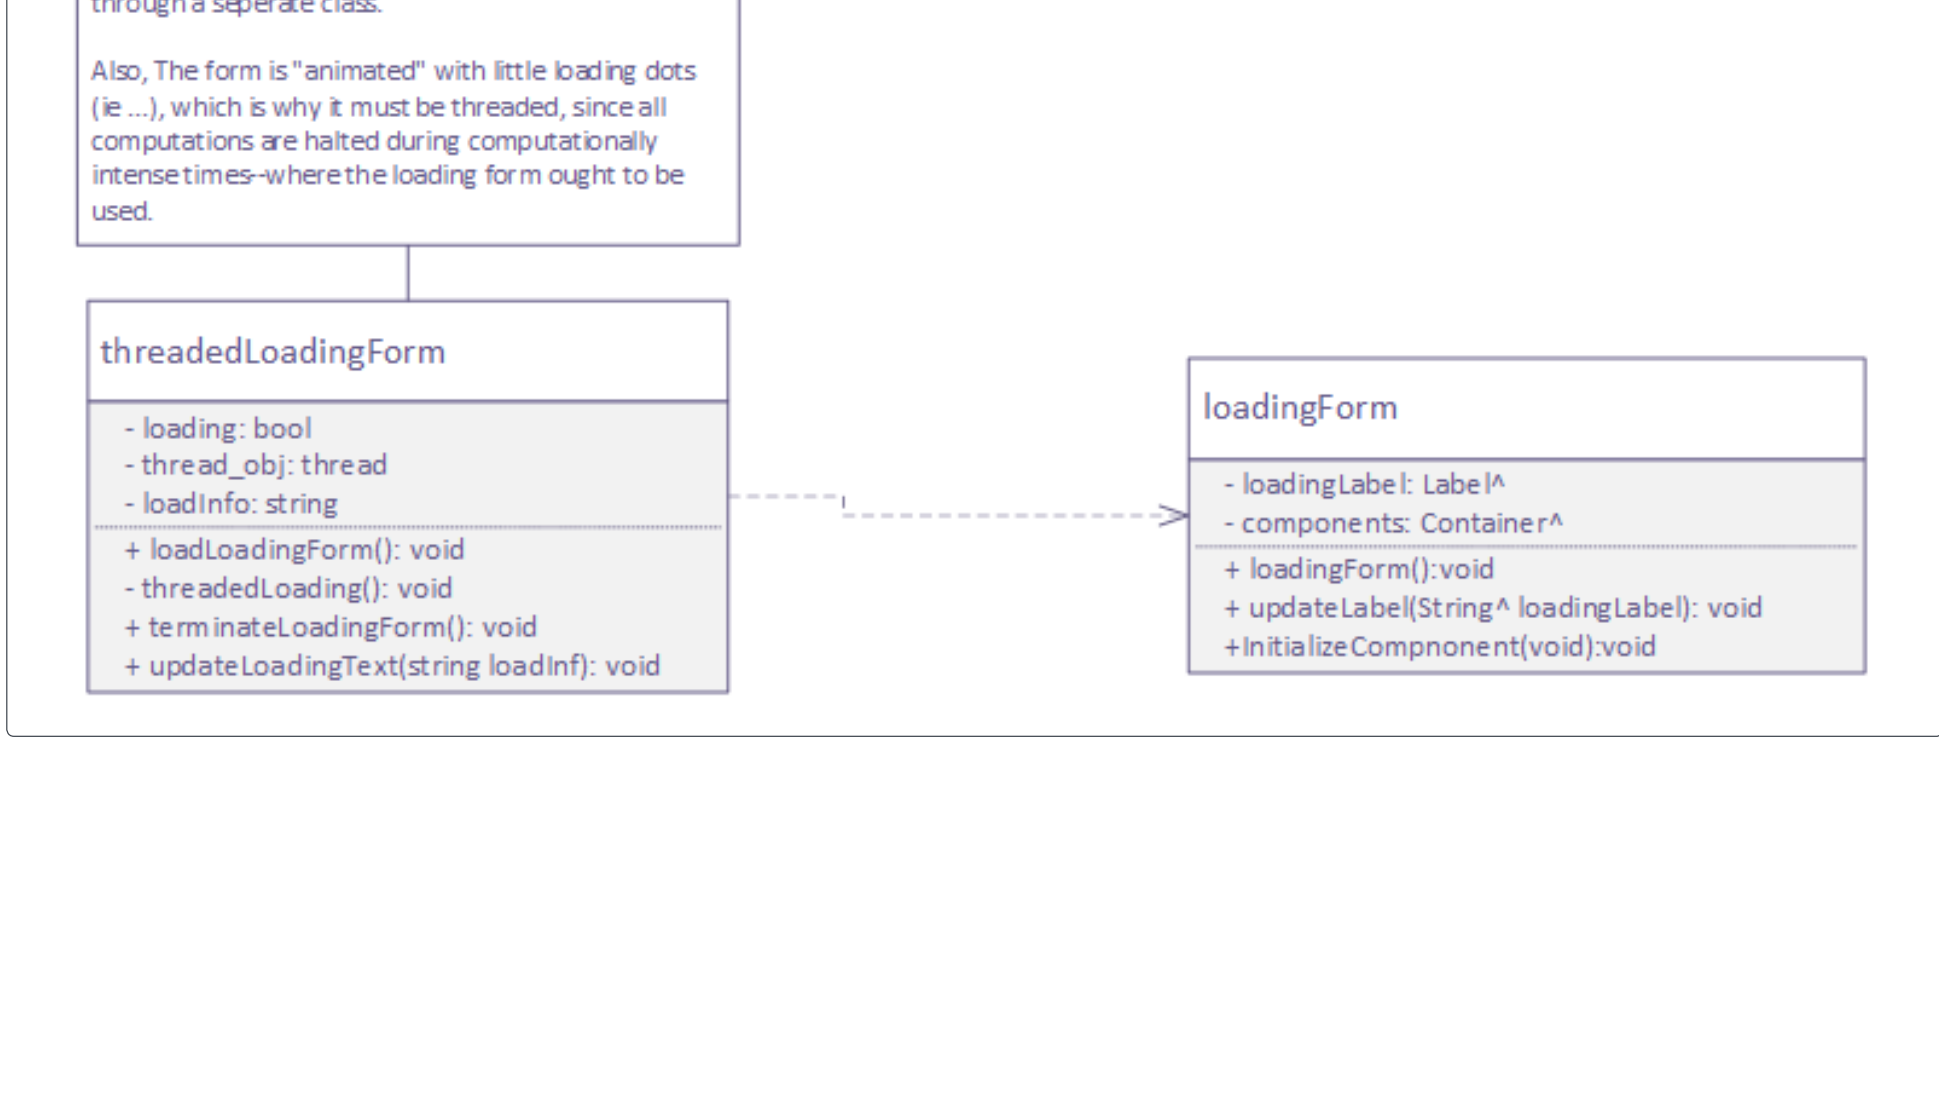 through a seperate class.
Also, The form is "animated" with little loading dots
(ie ...), which is why it must be threaded, since all
computations are halted during computationally
intense times--where the loading form ought to be
used.
threadedLoadingForm
- loading: bool
- thread_obj: thread
- loadInfo: string
+ loadLoadingForm(): void
- threadedLoading(): void
+ terminateLoadingForm(): void
+ updateLoadingText(string loadInf): void
loadingForm
- loadingLabel: Label^
- components: Container^
+ loadingForm():void
+ updateLabel(String^ loadingLabel): void
+InitializeCompnonent(void):void